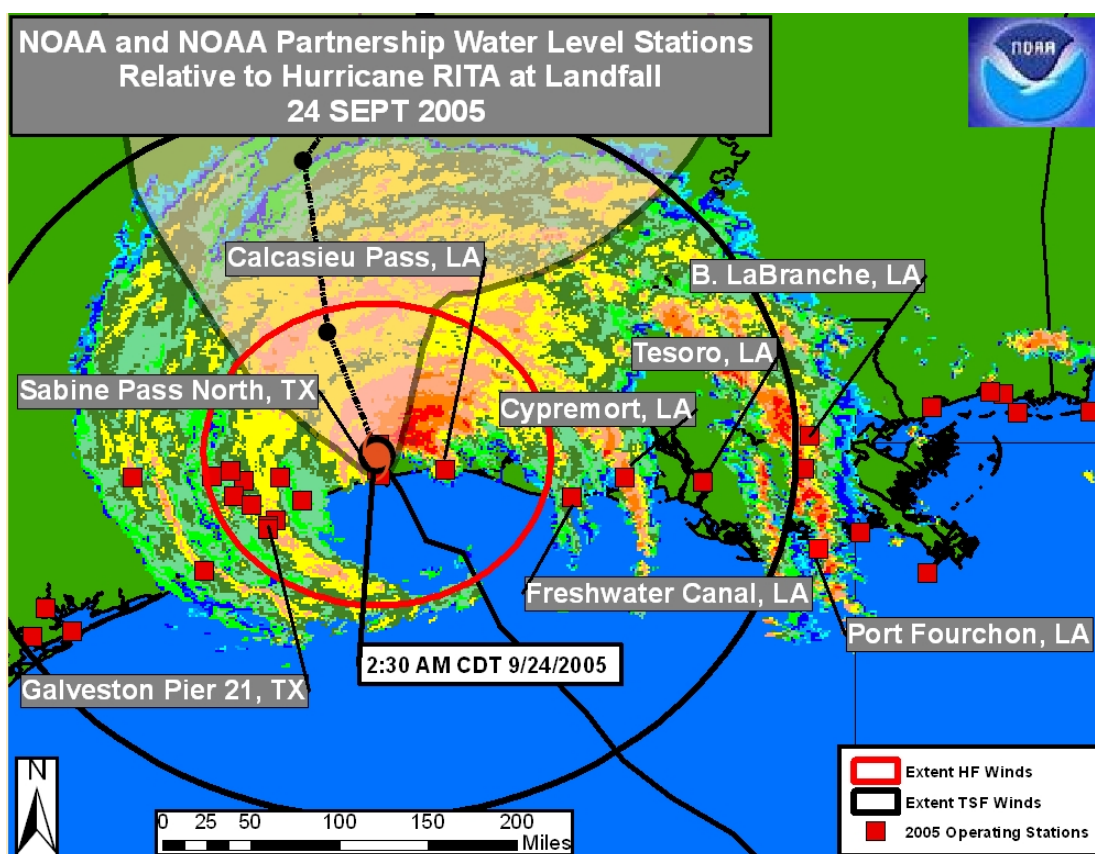 NOAA and NOAA Partnership Water Level Stations
Relative to Hurricane RITA at Landfall
24 SEPT 2005
NOAA
Calcasieu Pass, LA
B. LaBranche, LA
Tesoro, LA
Sabine Pass North, TX
Cypremort, LA
Freshwater Canal, LA
Port Fourchon, LA
2:30 AM CDT 9/24/2005
Galveston Pier 21, TX
N
0 25 50 100 150 200
Miles
Extent HF Winds
Extent TSF Winds
2005 Operating Stations